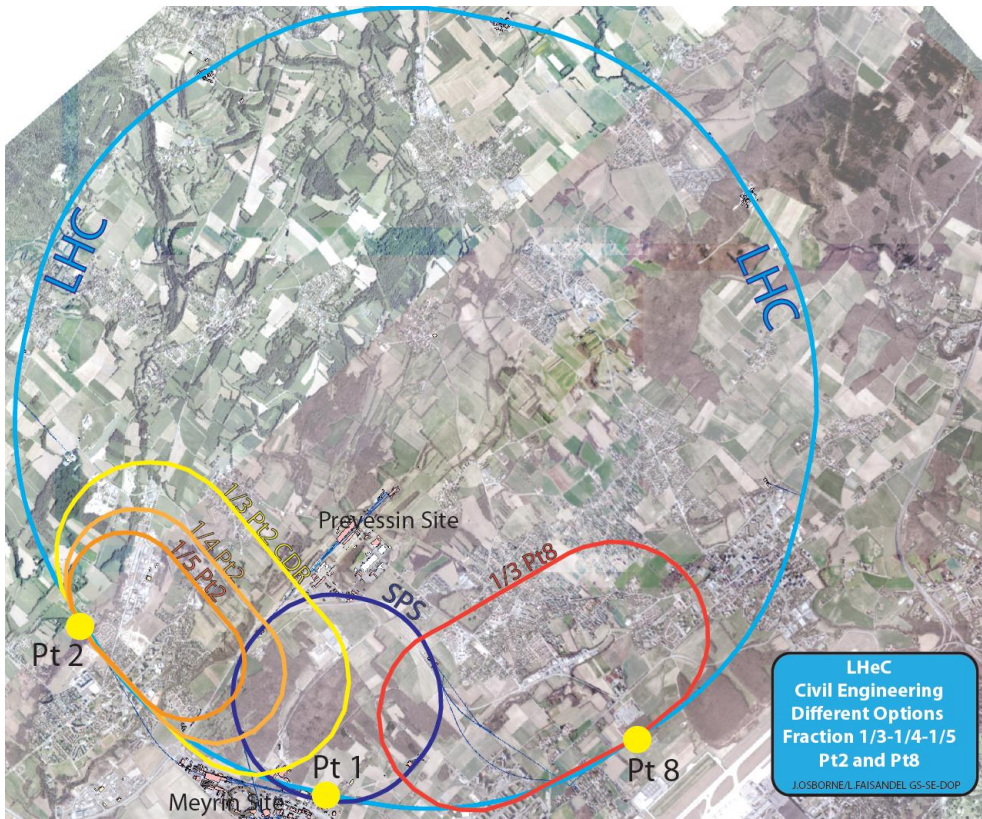 LHC
LHC
1/3 Pt2 CDR
Prevessin Site
1/4 Pt2
1/5 Pt2
1/3 Pt8
SPS
Pt 2
Pt 1
Pt 8
Meyrin Site
LHeC
Civil Engineering
Different Options
Fraction 1/3-1/4-1/5
Pt2 and Pt8
J.OSBORNE/L.FAISANDEL GS-SE-DOP